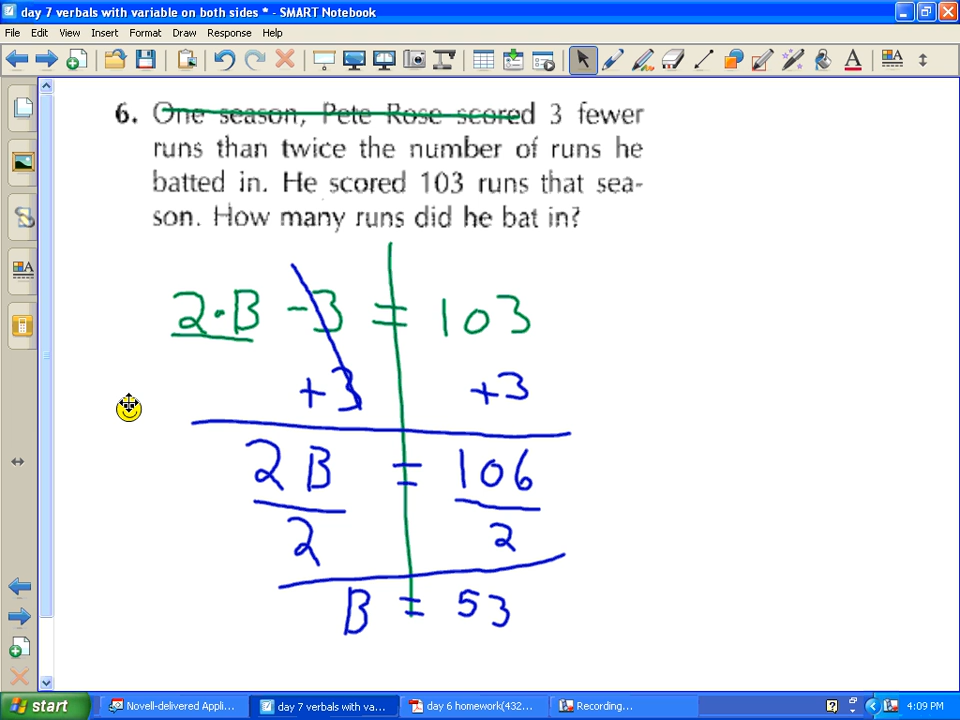 day 7 verbals with variable on both sides * - SMART Notebook
File Edit View Insert Format Draw Response Help
6. One season, Pete Rose scored 3 fewer
runs than twice the number of runs he
batted in. He scored 103 runs that sea-
son. How many runs did he bat in?
2 · B - 3 = 103
+3 +3
2B = 106
2 2
B = 53
start Novell-delivered Appli... day 7 verbals with va... day 6 homework(432... Recording... 4:09 PM